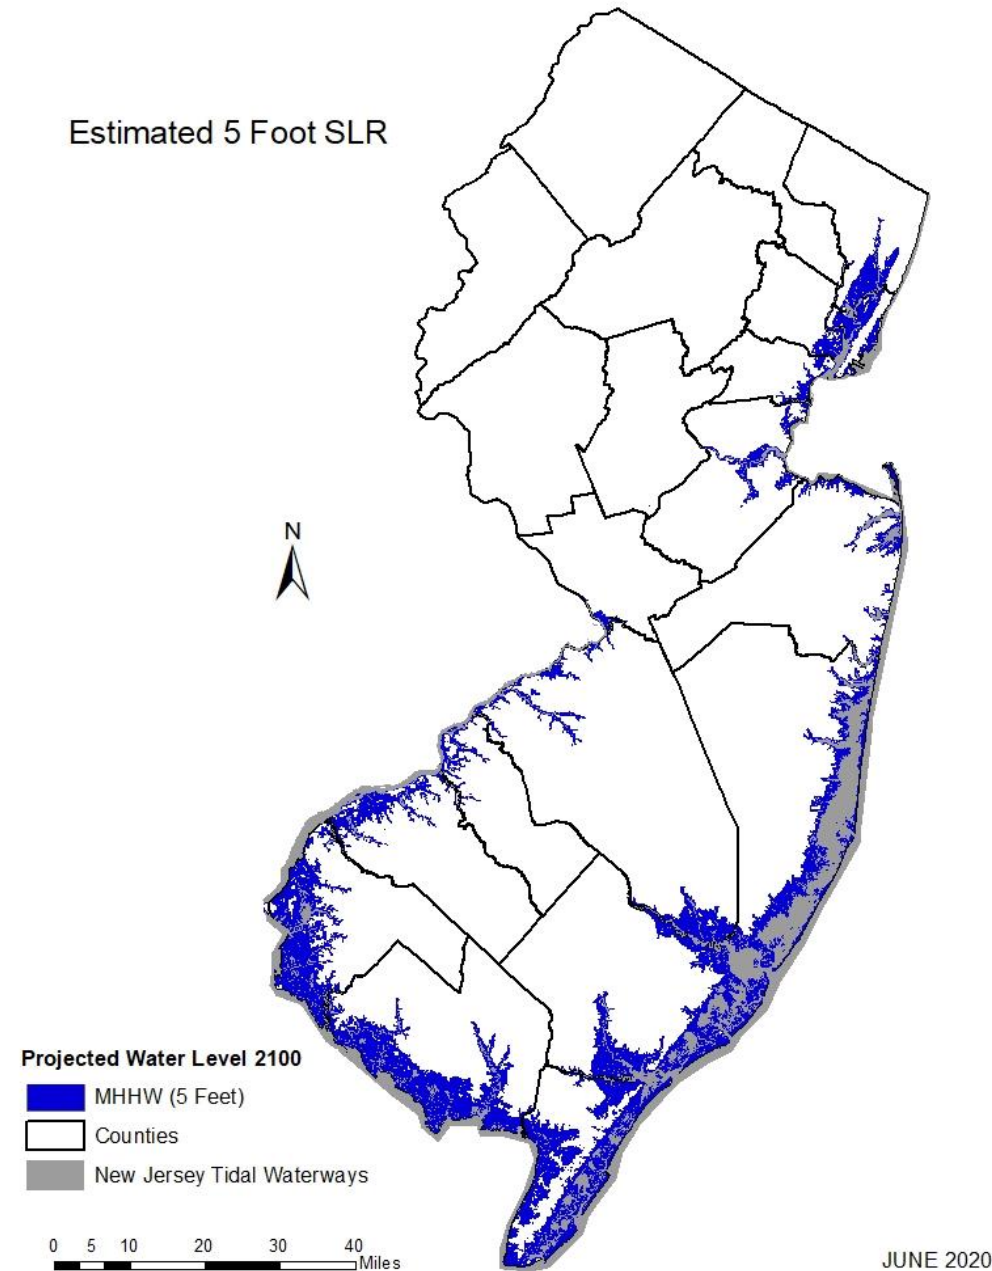 Estimated 5 Foot SLR
N
Projected Water Level 2100
MHHW (5 Feet)
Counties
New Jersey Tidal Waterways
0 5 10 20 30 40
Miles
JUNE 2020